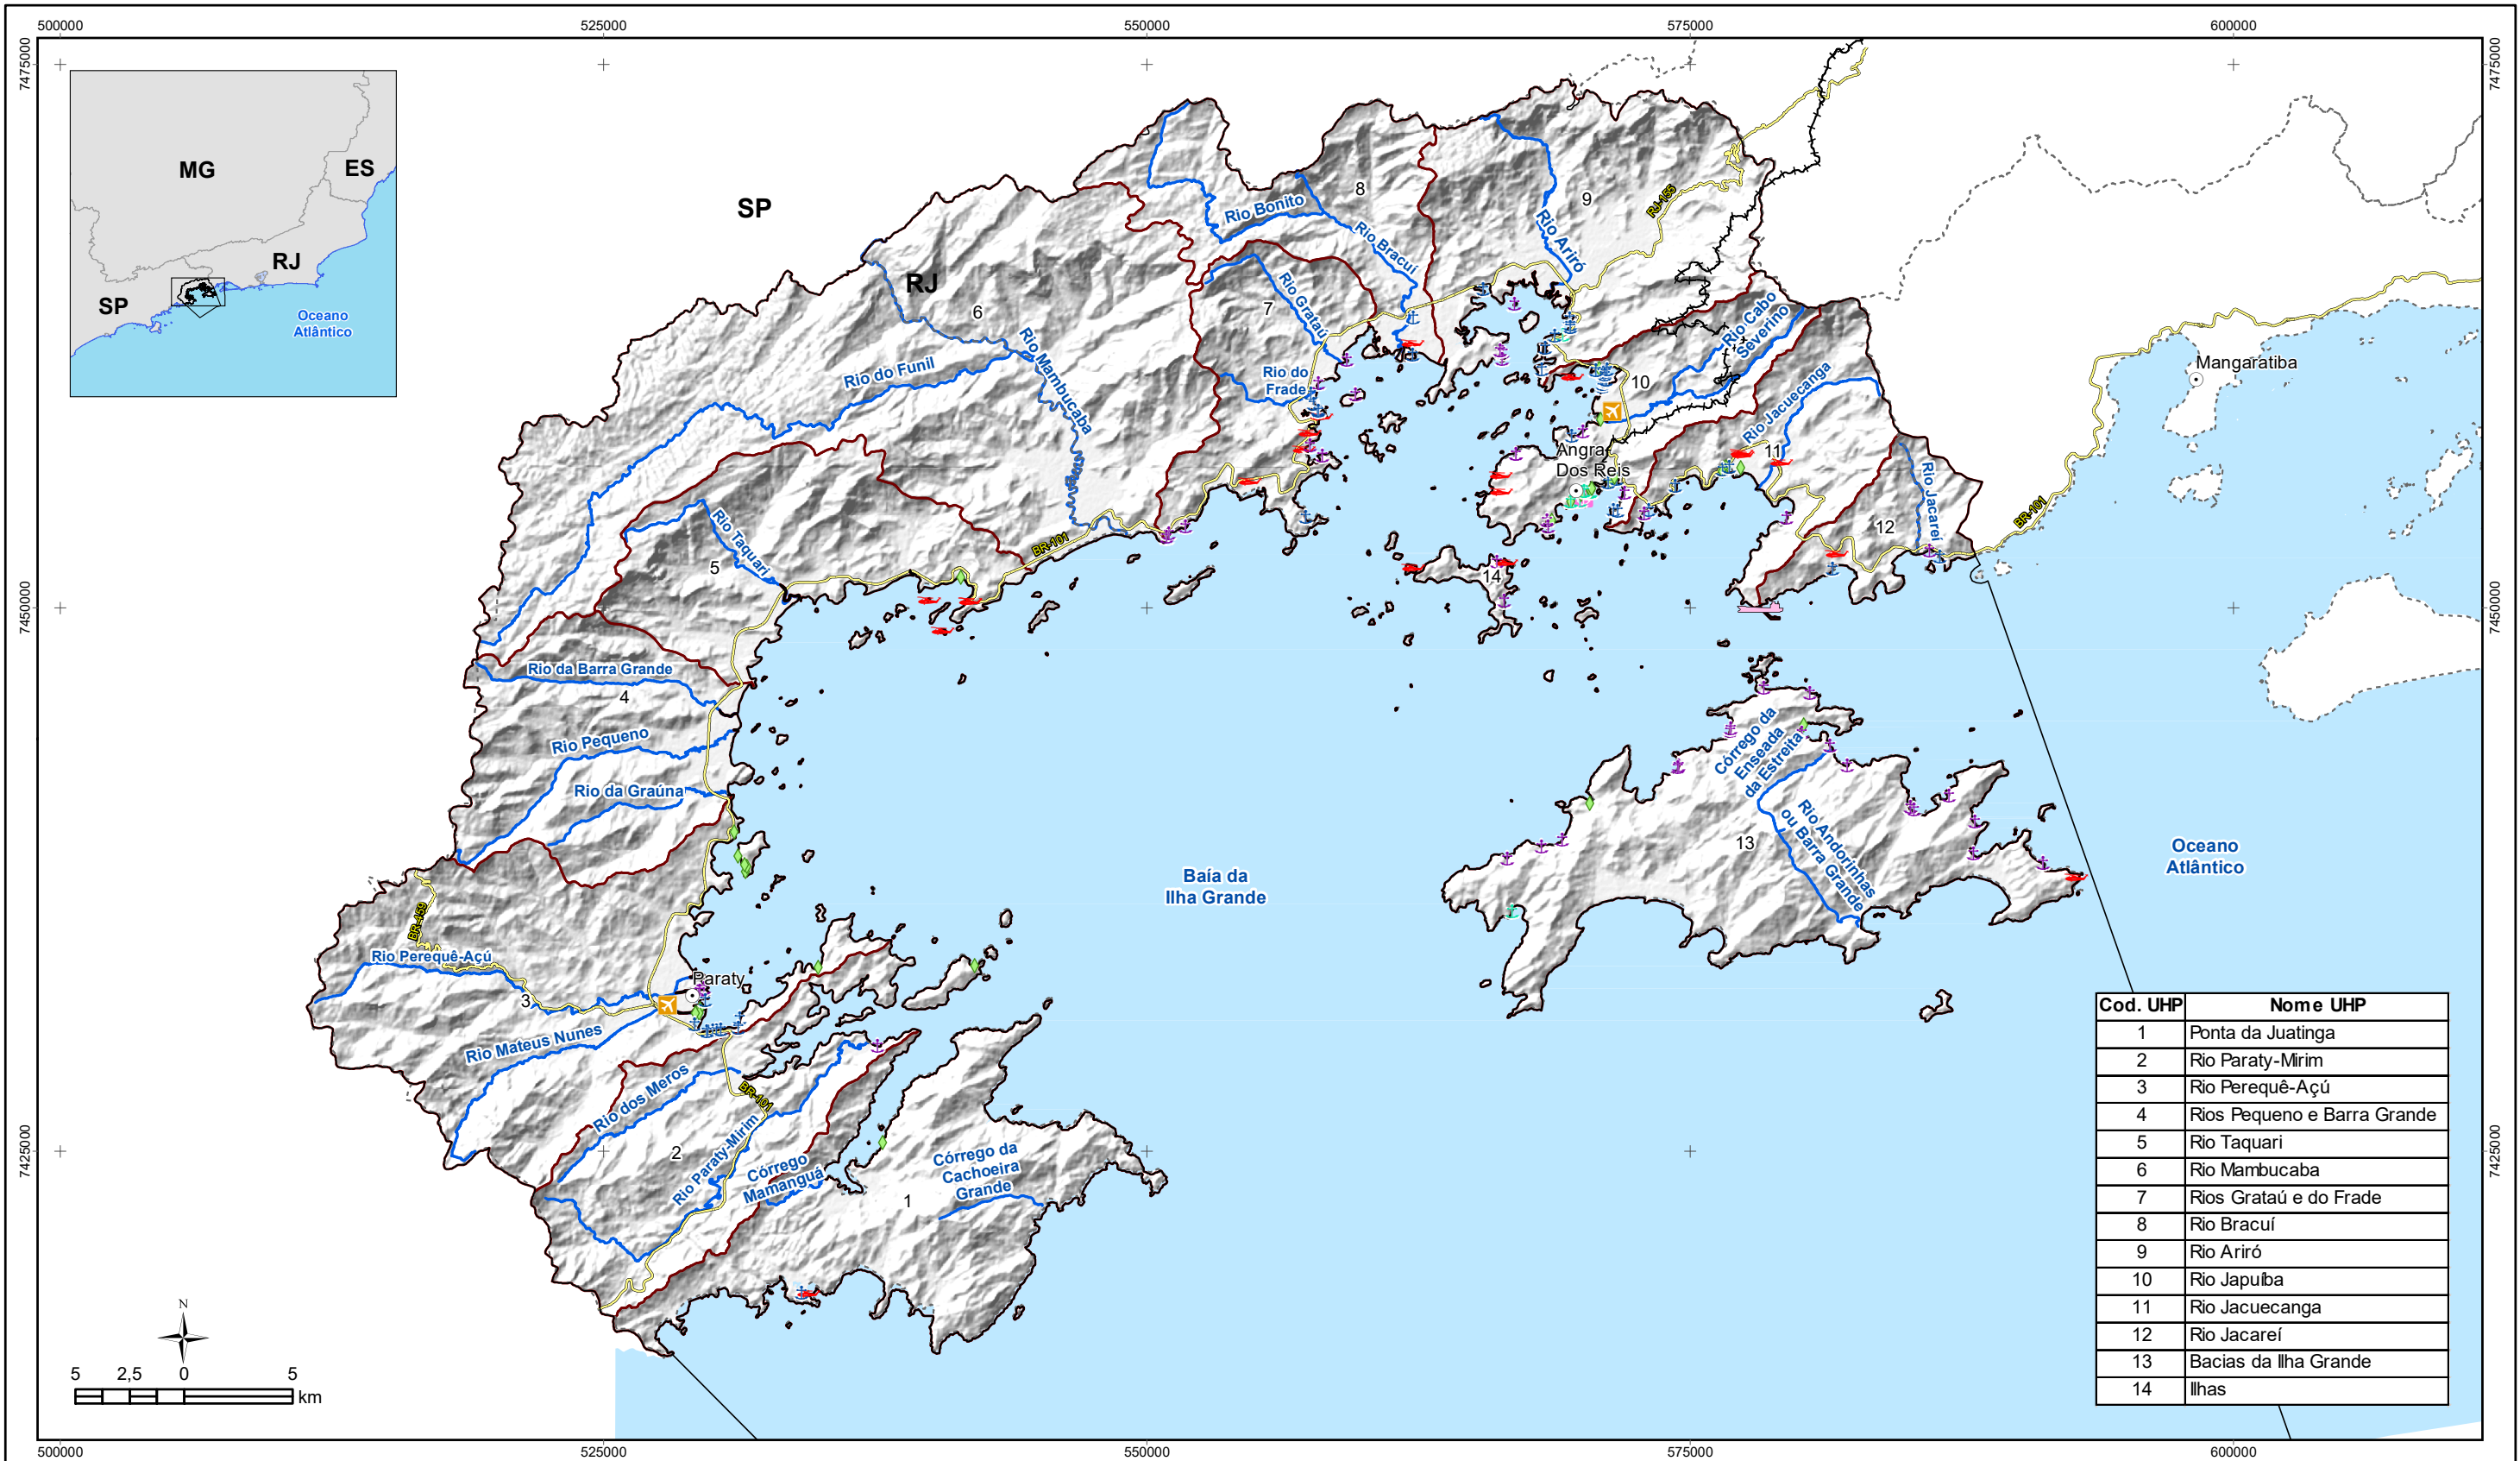 500000
525000
550000
575000
600000
7475000
7475000
MG
ES
RJ
SP
Oceano
Atlântico
SP
RJ
8
9
RJ-155
Rio Bonito
Rio Bracuí
Rio Ariró
6
7
Rio Grataú
Rio Mambucaba
Rio do Funil
Rio do
Frade
Rio Cabo
Severino
10
Rio Jacuecanga
11
Angra
Dos Reis
Mangaratiba
Rio Jacareí
12
BR-101
Rio Taquari
5
BR-101
14
7450000
7450000
Rio da Barra Grande
4
Rio Pequeno
Rio da Graúna
Córrego da
Enseada
da Estreita
Rio Andorinhas
ou Barra Grande
13
Baía da
Ilha Grande
Oceano
Atlântico
BR-459
Rio Perequê-Açú
3
Paraty
Rio Mateus Nunes
Rio dos Meros
BR-101
2
Rio Paraty-Mirim
Córrego
Mamanguá
Córrego da
Cachoeira
Grande
1
7425000
7425000
Cod. UHP Nome UHP
1 Ponta da Juatinga
2 Rio Paraty-Mirim
3 Rio Perequê-Açú
4 Rios Pequeno e Barra Grande
5 Rio Taquari
6 Rio Mambucaba
7 Rios Grataú e do Frade
8 Rio Bracuí
9 Rio Ariró
10 Rio Japuíba
11 Rio Jacuecanga
12 Rio Jacareí
13 Bacias da Ilha Grande
14 Ilhas
N
5 2,5 0 5
km
500000
525000
550000
575000
600000